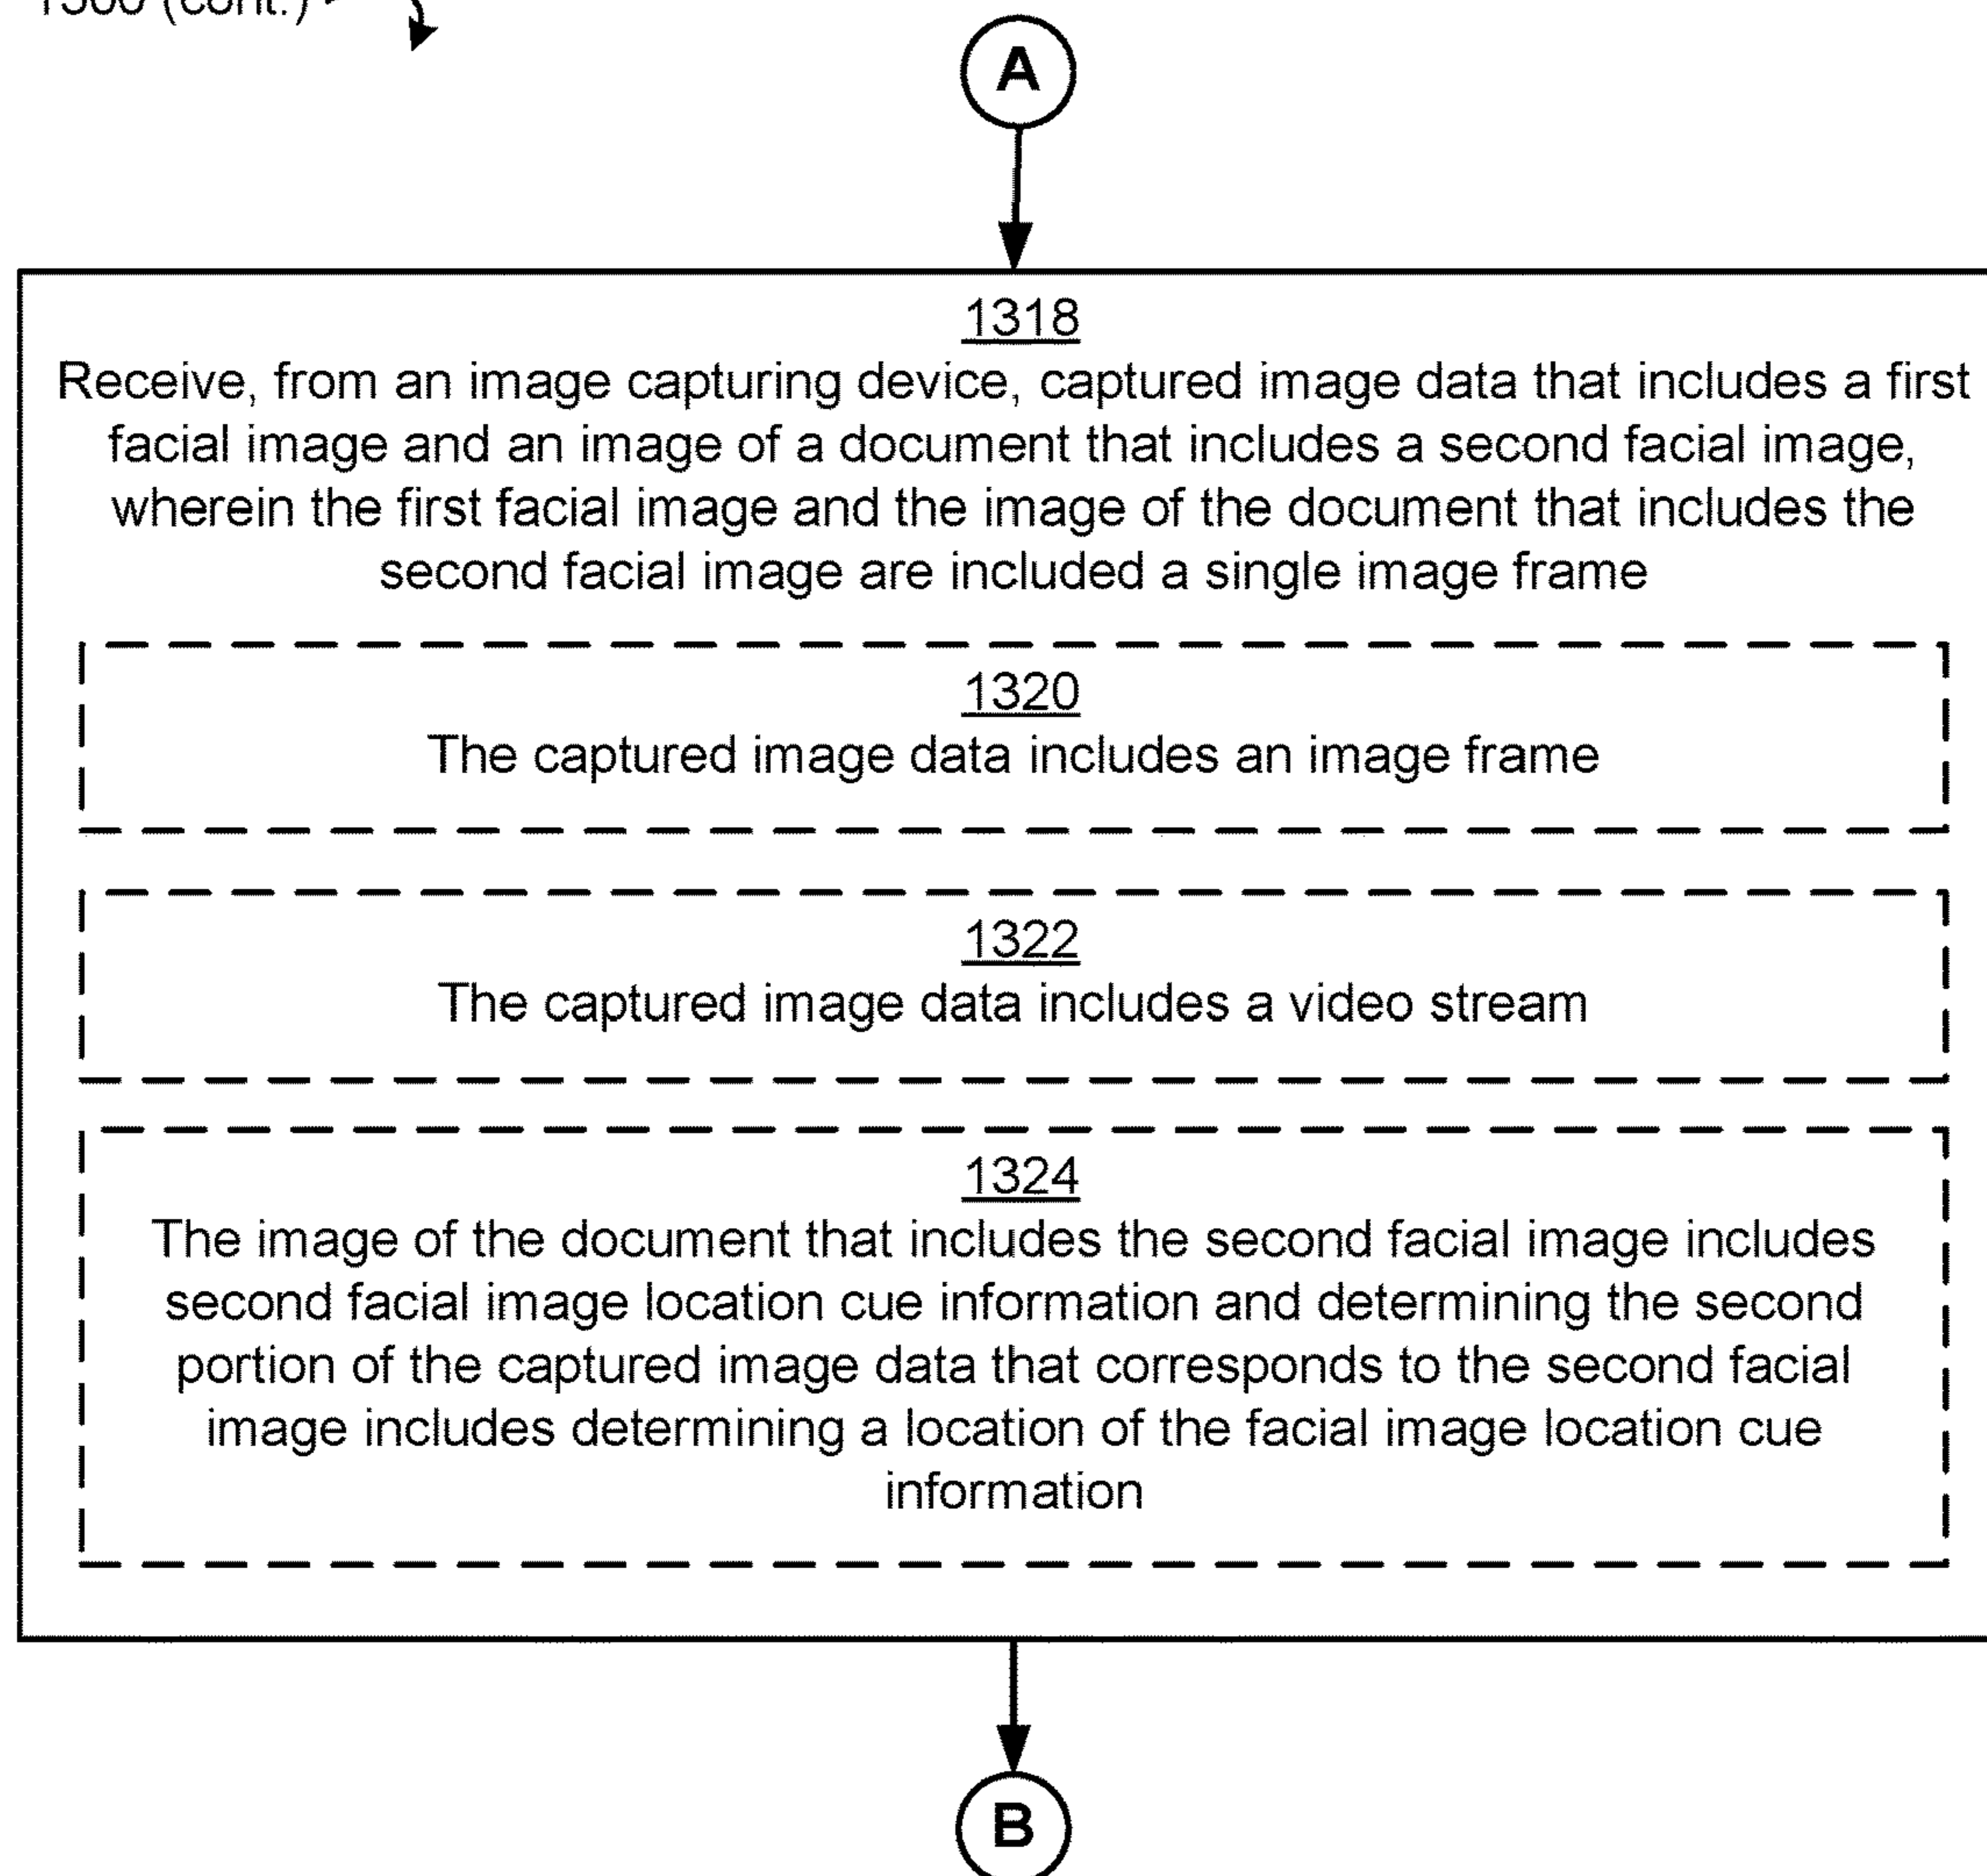 1300 (cont.)
A
1318
Receive, from an image capturing device, captured image data that includes a first
facial image and an image of a document that includes a second facial image,
wherein the first facial image and the image of the document that includes the
second facial image are included a single image frame
1320
The captured image data includes an image frame
1322
The captured image data includes a video stream
1324
The image of the document that includes the second facial image includes
second facial image location cue information and determining the second
portion of the captured image data that corresponds to the second facial
image includes determining a location of the facial image location cue
information
B